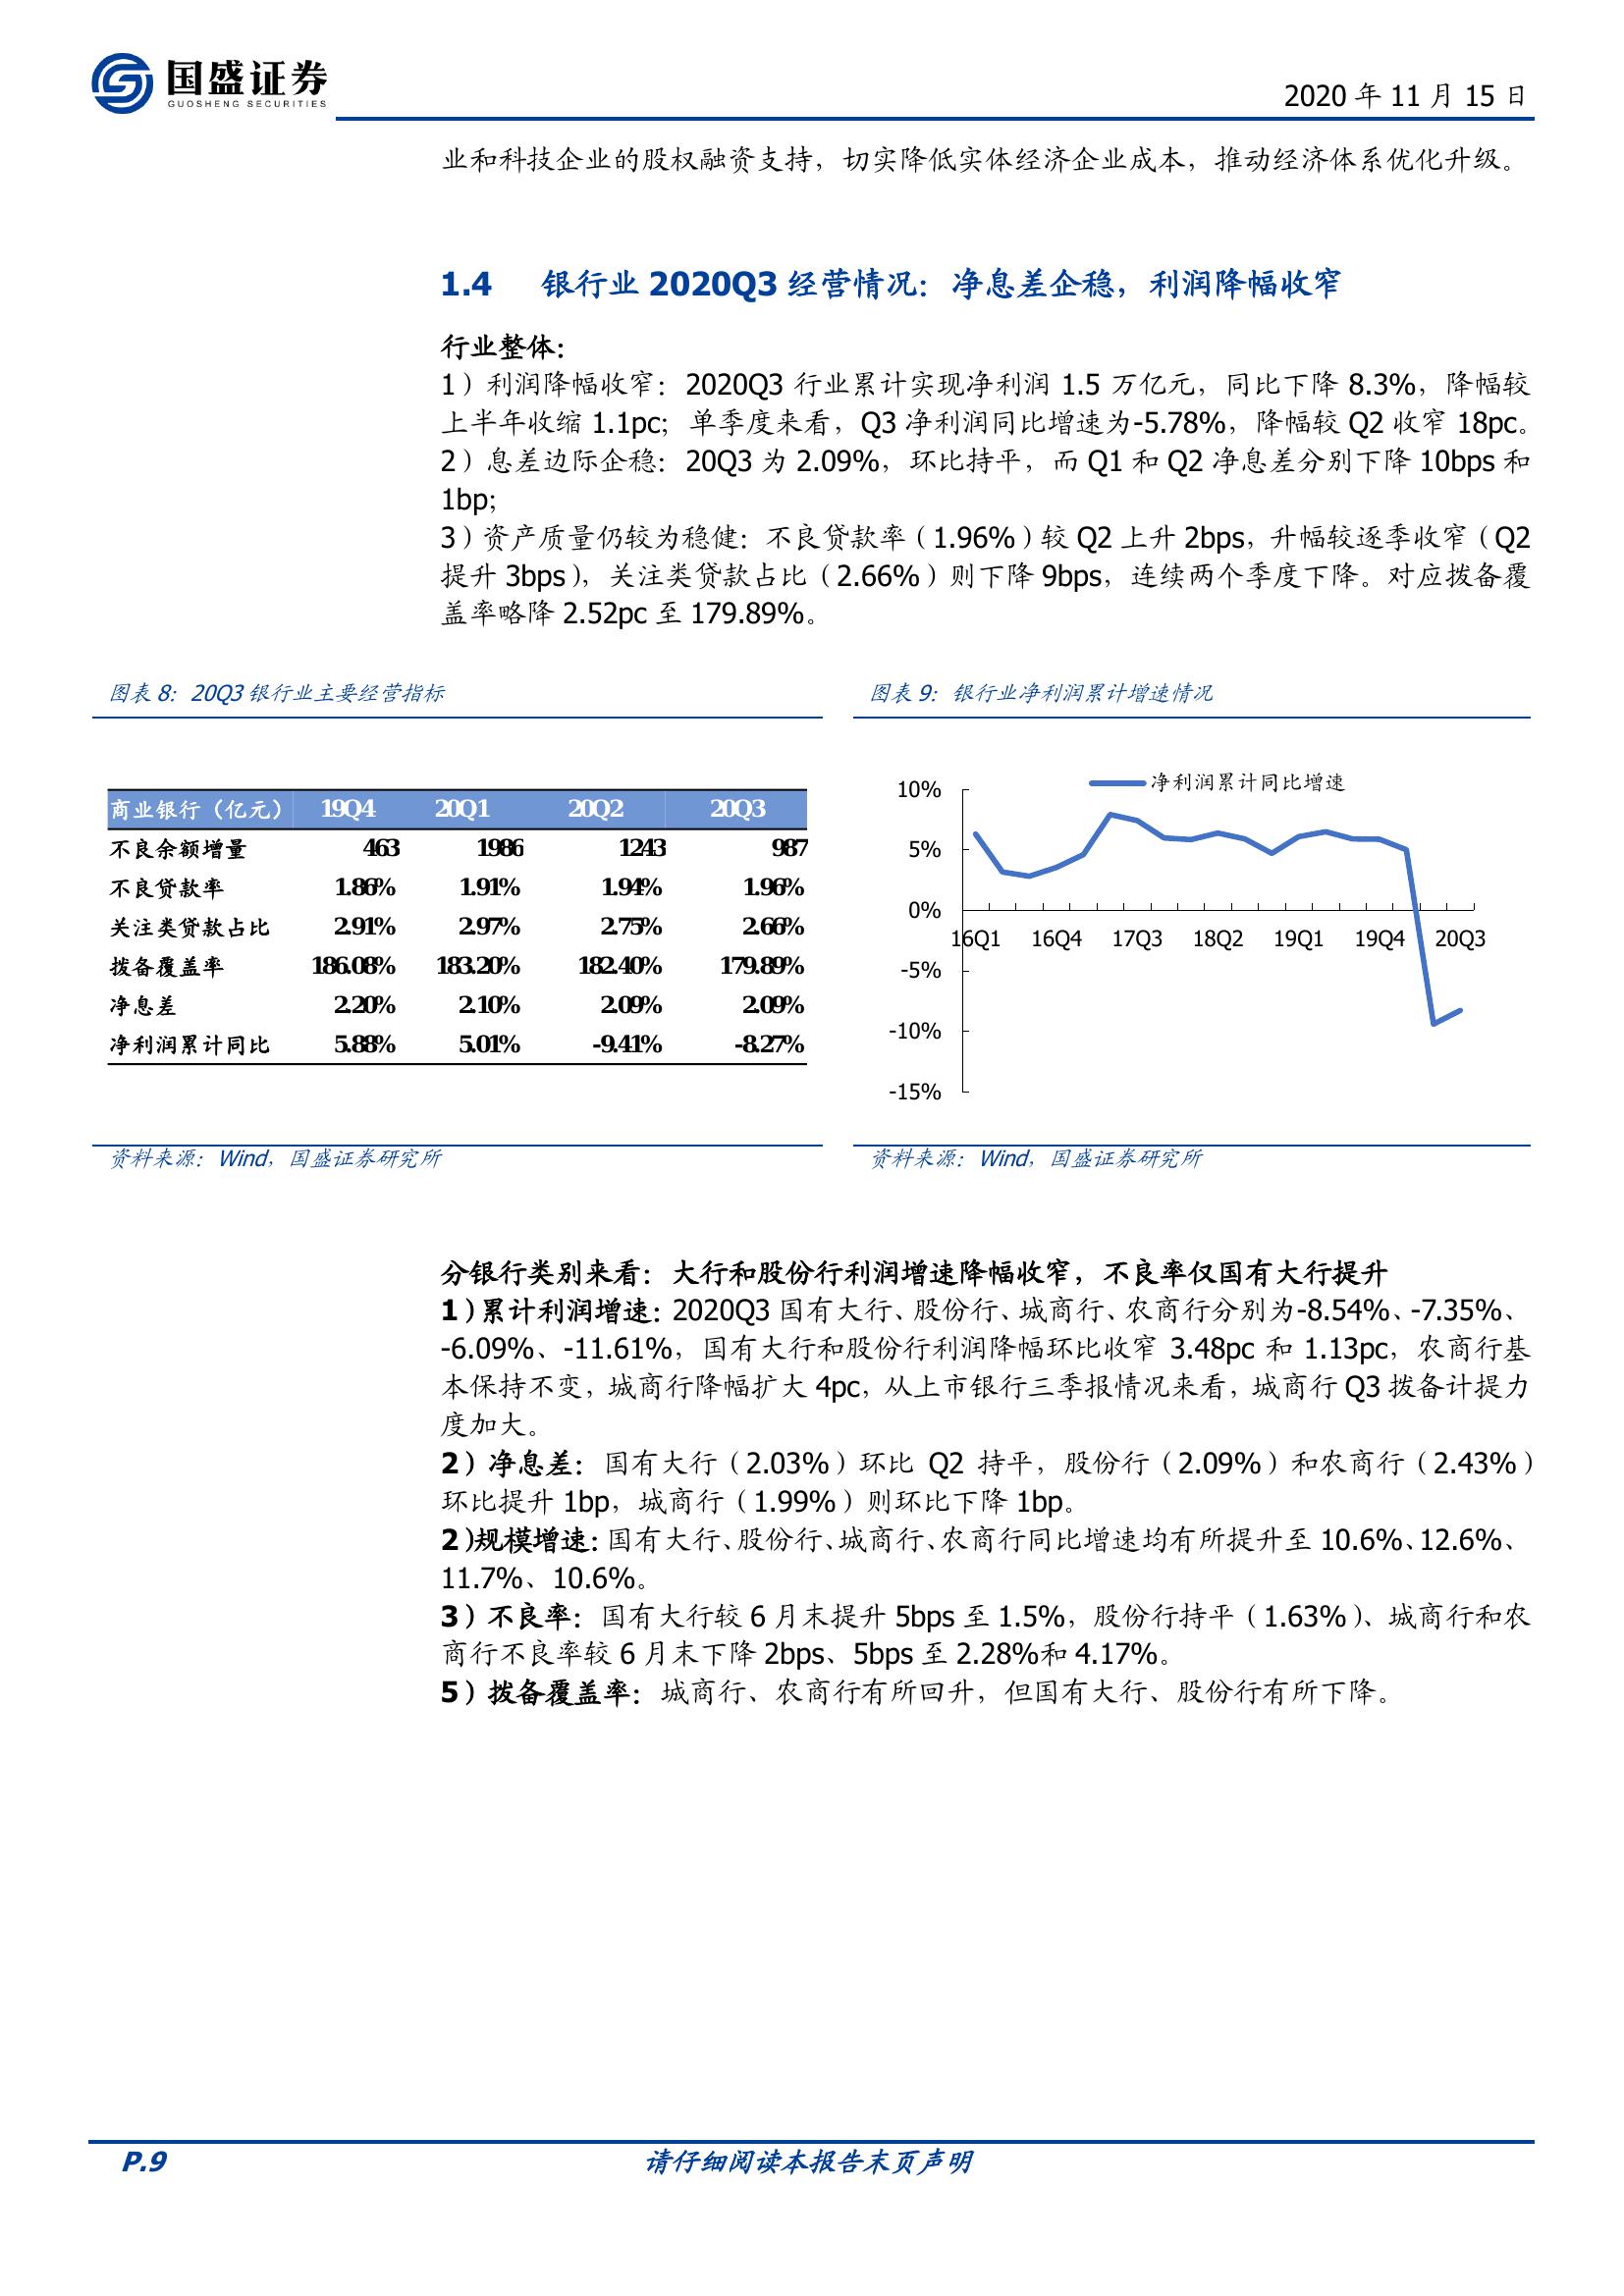 国盛证券
GUOSHENG SECURITIES
2020 年 11 月 15 日
业和科技企业的股权融资支持，切实降低实体经济企业成本，推动经济体系优化升级。
1.4 银行业 2020Q3 经营情况：净息差企稳，利润降幅收窄
行业整体：
1）利润降幅收窄：2020Q3 行业累计实现净利润 1.5 万亿元，同比下降 8.3%，降幅较
上半年收缩 1.1pc；单季度来看，Q3 净利润同比增速为-5.78%，降幅较 Q2 收窄 18pc。
2）息差边际企稳：20Q3 为 2.09%，环比持平，而 Q1 和 Q2 净息差分别下降 10bps 和
1bp；
3）资产质量仍较为稳健：不良贷款率（1.96%）较 Q2 上升 2bps，升幅较逐季收窄（Q2
提升 3bps），关注类贷款占比（2.66%）则下降 9bps，连续两个季度下降。对应拨备覆
盖率略降 2.52pc 至 179.89%。
图表 8：20Q3 银行业主要经营指标
商业银行（亿元） 19Q4 20Q1 20Q2 20Q3
不良余额增量 463 1986 1243 987
不良贷款率 1.86% 1.91% 1.94% 1.96%
关注类贷款占比 2.91% 2.97% 2.75% 2.66%
拨备覆盖率 186.08% 183.20% 182.40% 179.89%
净息差 2.20% 2.10% 2.09% 2.09%
净利润累计同比 5.88% 5.01% -9.41% -8.27%
资料来源：Wind，国盛证券研究所
图表 9：银行业净利润累计增速情况
净利润累计同比增速
10%
5%
0%
-5%
-10%
-15%
16Q1 16Q4 17Q3 18Q2 19Q1 19Q4 20Q3
资料来源：Wind，国盛证券研究所
分银行类别来看：大行和股份行利润增速降幅收窄，不良率仅国有大行提升
1）累计利润增速：2020Q3 国有大行、股份行、城商行、农商行分别为-8.54%、-7.35%、
-6.09%、-11.61%，国有大行和股份行利润降幅环比收窄 3.48pc 和 1.13pc，农商行基
本保持不变，城商行降幅扩大 4pc，从上市银行三季报情况来看，城商行 Q3 拨备计提力
度加大。
2）净息差：国有大行（2.03%）环比 Q2 持平，股份行（2.09%）和农商行（2.43%）
环比提升 1bp，城商行（1.99%）则环比下降 1bp。
2）规模增速：国有大行、股份行、城商行、农商行同比增速均有所提升至 10.6%、12.6%、
11.7%、10.6%。
3）不良率：国有大行较 6 月末提升 5bps 至 1.5%，股份行持平（1.63%）、城商行和农
商行不良率较 6 月末下降 2bps、5bps 至 2.28%和 4.17%。
5）拨备覆盖率：城商行、农商行有所回升，但国有大行、股份行有所下降。
P.9
请仔细阅读本报告末页声明